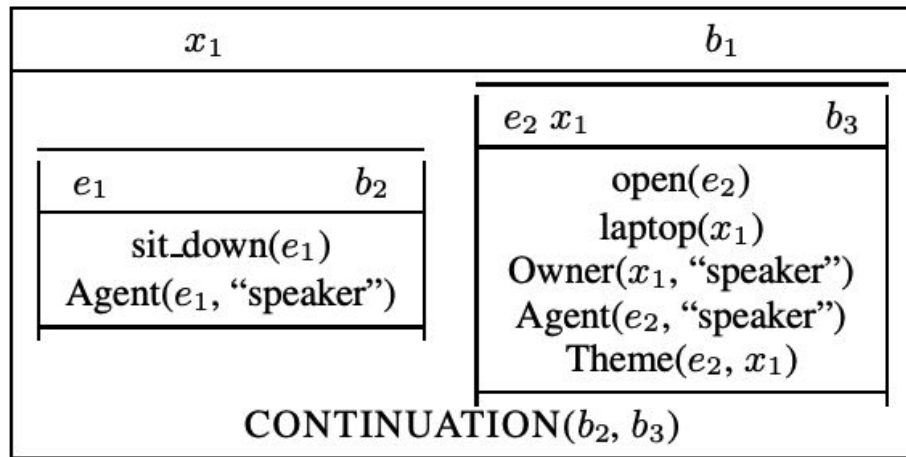 x₁ b₁
e₁ b₂
sit_down(e₁)
Agent(e₁, “speaker”)
e₂ x₁ b₃
open(e₂)
laptop(x₁)
Owner(x₁, “speaker”)
Agent(e₂, “speaker”)
Theme(e₂, x₁)
CONTINUATION(b₂, b₃)